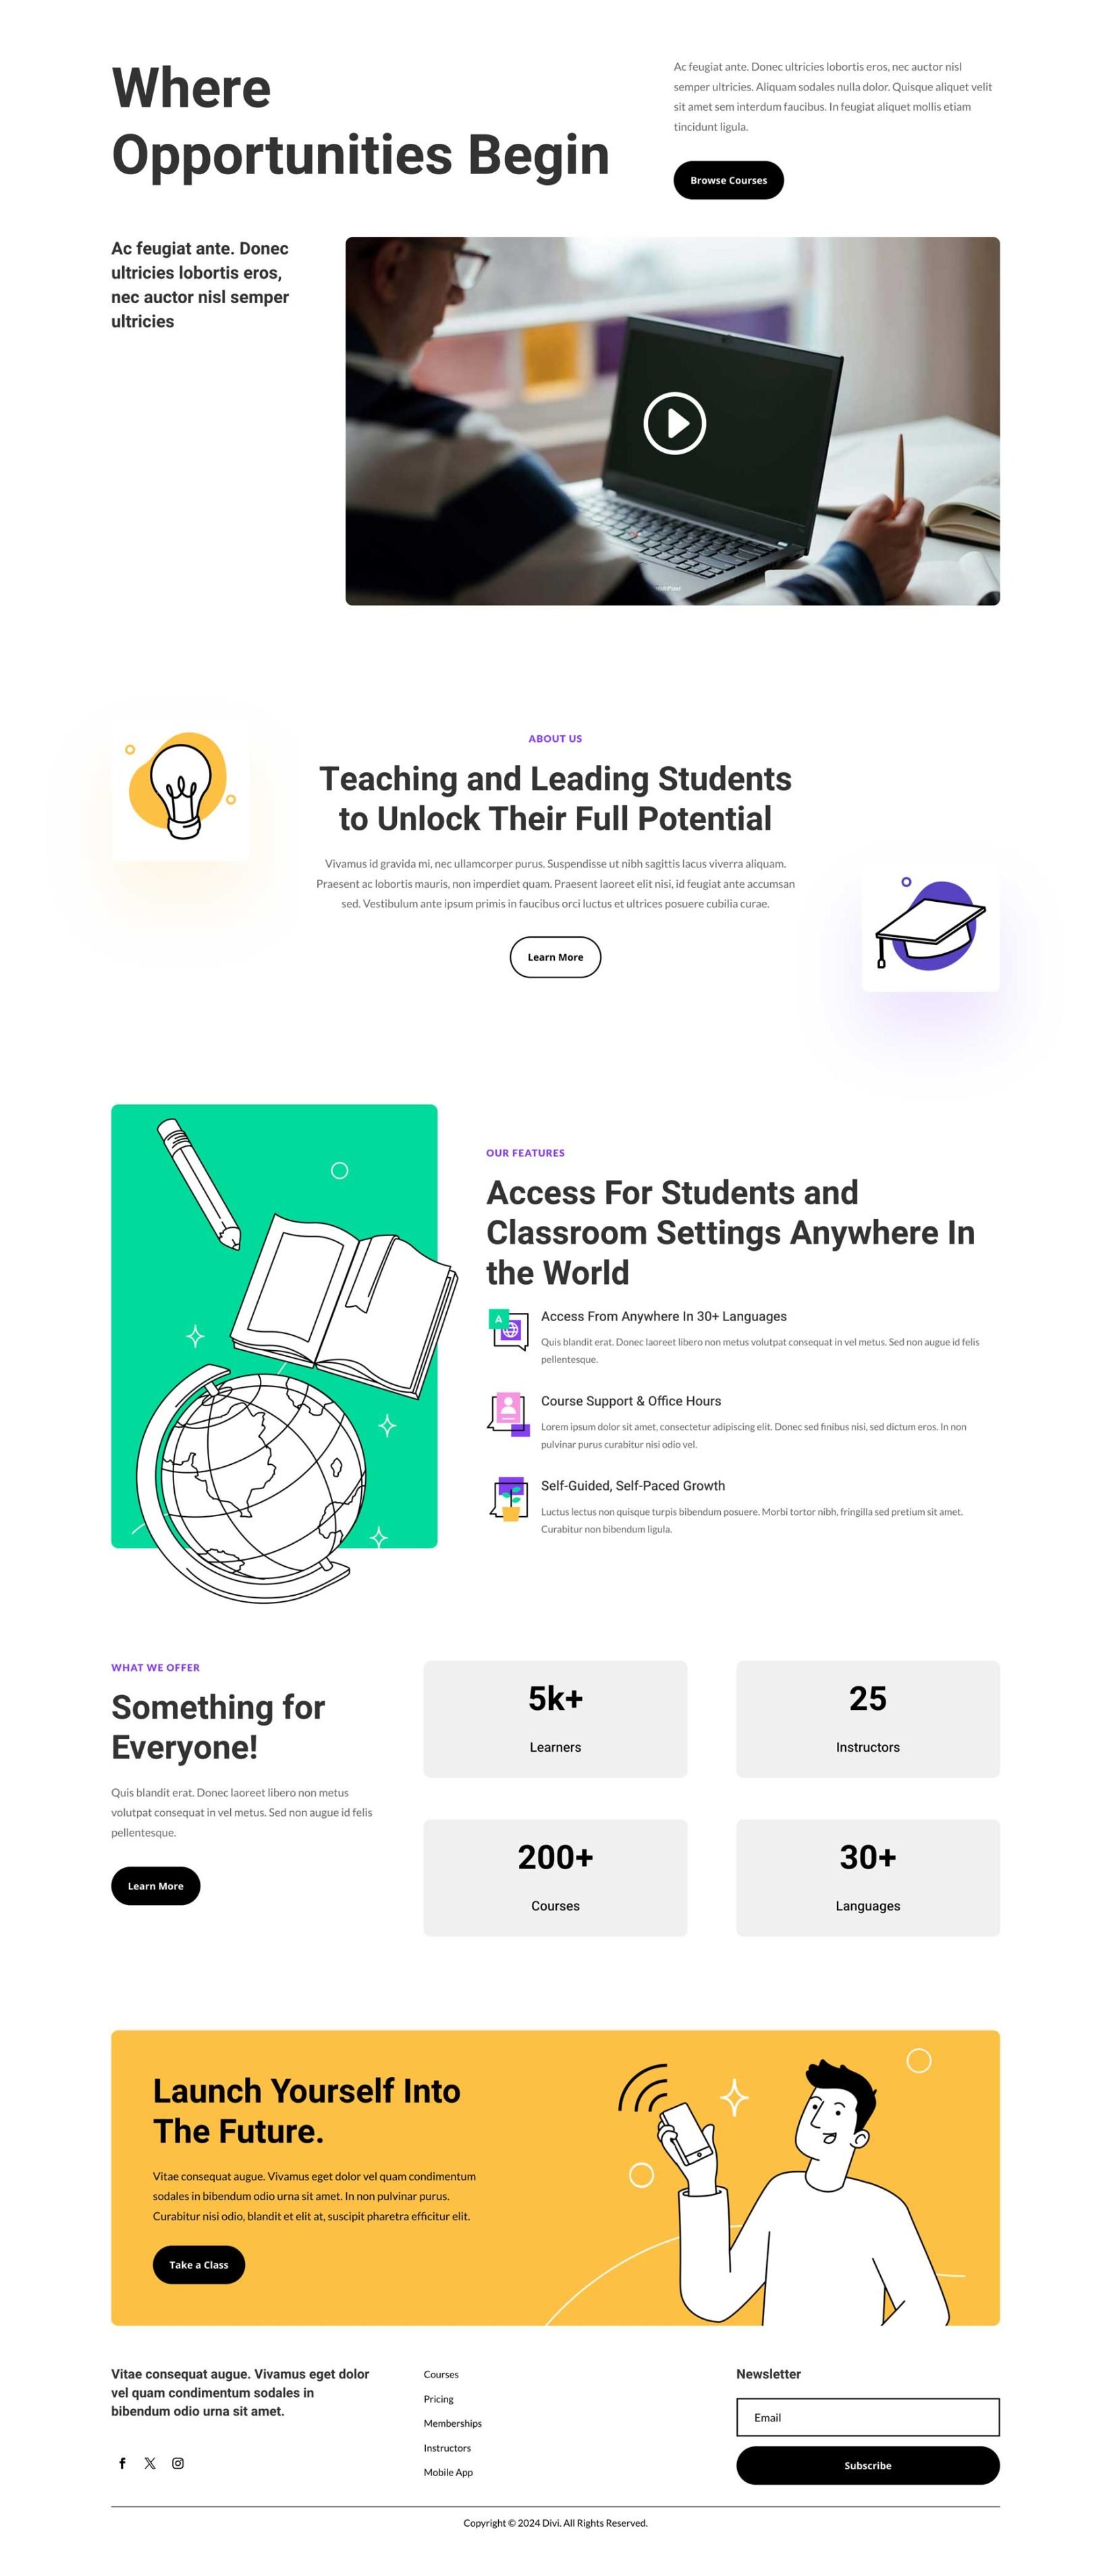 Where
Opportunities Begin
Ac feugiat ante. Donec ultricies lobortis eros, nec auctor nisl
semper ultricies. Aliquam sodales nulla dolor. Quisque aliquet velit
sit amet sem interdum faucibus. In feugiat aliquet mollis etiam
tincidunt ligula.
Browse Courses
Ac feugiat ante. Donec
ultricies lobortis eros,
nec auctor nisl semper
ultricies
ABOUT US
Teaching and Leading Students
to Unlock Their Full Potential
Vivamus id gravida mi, nec ullamcorper purus. Suspendisse ut nibh sagittis lacus viverra aliquam.
Praesent ac lobortis mauris, non imperdiet quam. Praesent laoreet elit nisi, id feugiat ante accumsan
sed. Vestibulum ante ipsum primis in faucibus orci luctus et ultrices posuere cubilia curae.
Learn More
OUR FEATURES
Access For Students and
Classroom Settings Anywhere In
the World
A
Access From Anywhere In 30+ Languages
Quis blandit erat. Donec laoreet libero non metus volutpat consequat in vel metus. Sed non augue id felis
pellentesque.
Course Support & Office Hours
Lorem ipsum dolor sit amet, consectetur adipiscing elit. Donec sed finibus nisi, sed dictum eros. In non
pulvinar purus curabitur nisi odio vel.
Self-Guided, Self-Paced Growth
Luctus lectus non quisque turpis bibendum posuere. Morbi tortor nibh, fringilla sed pretium sit amet.
Curabitur non bibendum ligula.
WHAT WE OFFER
Something for
Everyone!
Quis blandit erat. Donec laoreet libero non metus
volutpat consequat in vel metus. Sed non augue id felis
pellentesque.
Learn More
5k+
Learners
25
Instructors
200+
Courses
30+
Languages
Launch Yourself Into
The Future.
Vitae consequat augue. Vivamus eget dolor vel quam condimentum
sodales in bibendum odio urna sit amet. In non pulvinar purus.
Curabitur nisi odio, blandit et elit at, suscipit pharetra efficitur elit.
Take a Class
Vitae consequat augue. Vivamus eget dolor
vel quam condimentum sodales in
bibendum odio urna sit amet.
Courses
Pricing
Memberships
Instructors
Mobile App
Newsletter
Email
Subscribe
Copyright © 2024 Divi. All Rights Reserved.